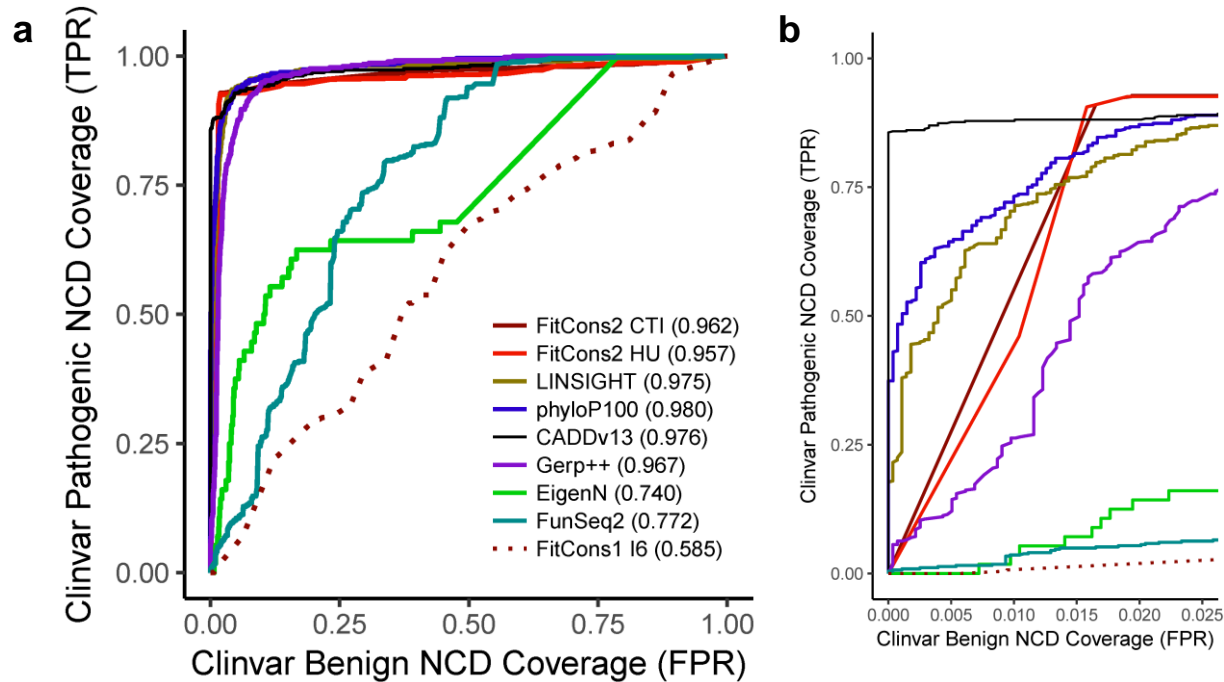 a
Clinvar Pathogenic NCD Coverage (TPR)
1.00
0.75
0.50
0.25
0.00
0.00 0.25 0.50 0.75 1.00
Clinvar Benign NCD Coverage (FPR)
FitCons2 CTI (0.962)
FitCons2 HU (0.957)
LINSIGHT (0.975)
phyloP100 (0.980)
CADDv13 (0.976)
Gerp++ (0.967)
EigenN (0.740)
FunSeq2 (0.772)
FitCons1 I6 (0.585)
b
Clinvar Pathogenic NCD Coverage (TPR)
1.00
0.75
0.50
0.25
0.00
0.000 0.005 0.010 0.015 0.020 0.025
Clinvar Benign NCD Coverage (FPR)